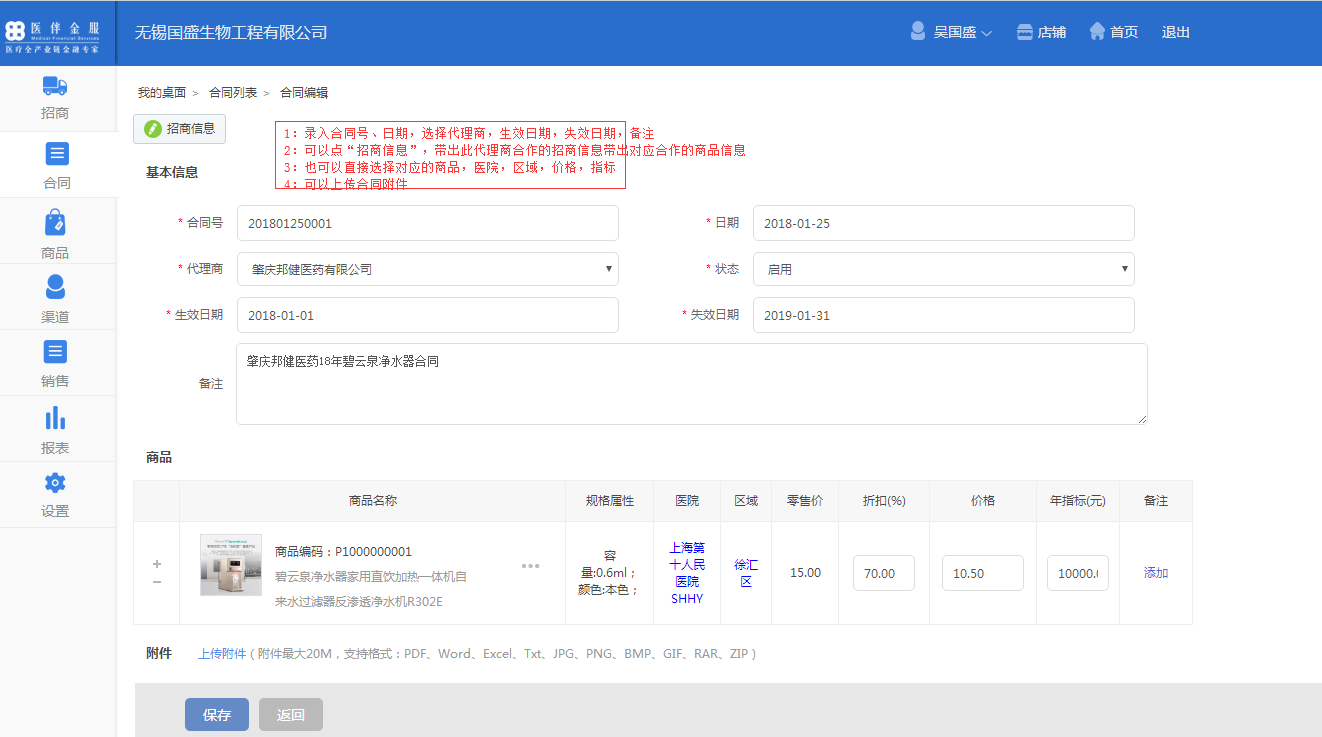 医伴金服
Medical Financial Services
医疗全产业链金融专家
无锡国盛生物工程有限公司
吴国盛
店铺
首页
退出
招商
合同
商品
渠道
销售
报表
设置
我的桌面 > 合同列表 > 合同编辑
招商信息
1：录入合同号、日期，选择代理商，生效日期，失效日期，备注
2：可以点“招商信息”，带出此代理商合作的招商信息带出对应合作的商品信息
3：也可以直接选择对应的商品，医院，区域，价格，指标
4：可以上传合同附件
基本信息
* 合同号 201801250001
* 日期 2018-01-25
* 代理商 肇庆邦健医药有限公司
* 状态 启用
* 生效日期 2018-01-01
* 失效日期 2019-01-31
备注 肇庆邦健医药18年碧云泉净水器合同
商品
商品名称 规格属性 医院 区域 零售价 折扣(%) 价格 年指标(元) 备注
+
−
商品编码：P1000000001
碧云泉净水器家用直饮加热一体机自
来水过滤器反渗透净水机R302E
•••
容
量:0.6ml；
颜色:本色；
上海第
十人民
医院
SHHY
徐汇
区
15.00
70.00
10.50
10000.
添加
附件 上传附件 ( 附件最大20M，支持格式：PDF、Word、Excel、Txt、JPG、PNG、BMP、GIF、RAR、ZIP )
保存
返回